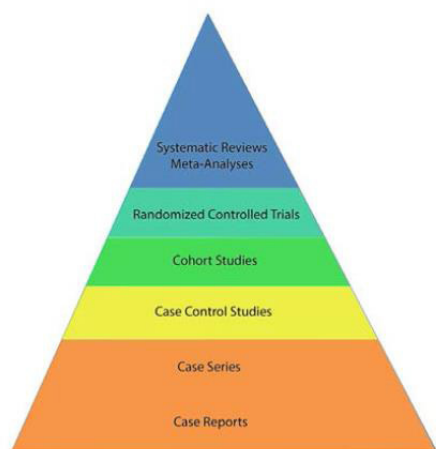 Systematic Reviews
Meta-Analyses
Randomized Controlled Trials
Cohort Studies
Case Control Studies
Case Series
Case Reports